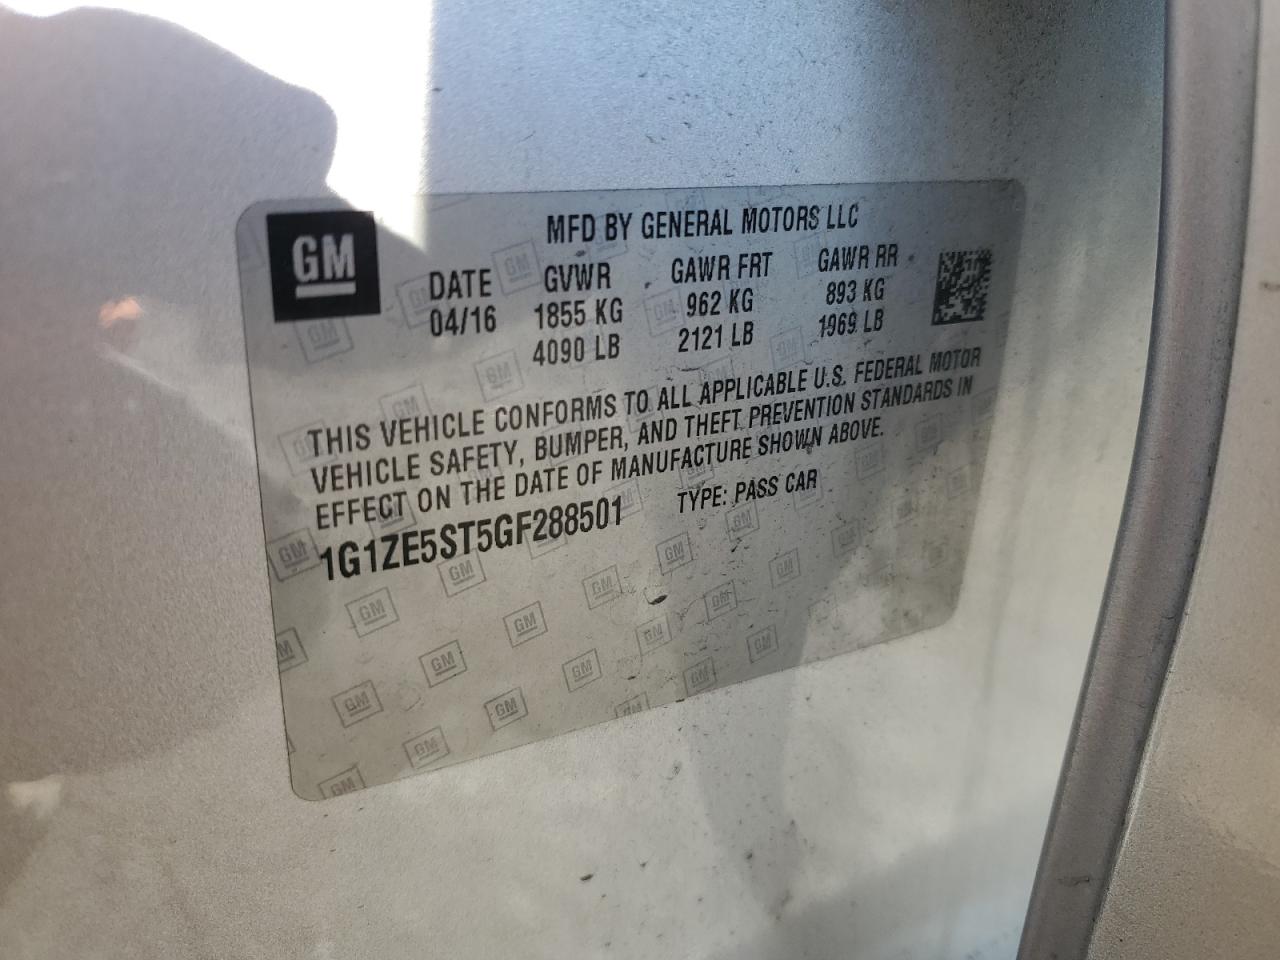 GM
MFD BY GENERAL MOTORS LLC
DATE GVWR GAWR FRT GAWR RR
04/16 1855 KG 962 KG 893 KG
4090 LB 2121 LB 1969 LB
THIS VEHICLE CONFORMS TO ALL APPLICABLE U.S. FEDERAL MOTOR
VEHICLE SAFETY, BUMPER, AND THEFT PREVENTION STANDARDS IN
EFFECT ON THE DATE OF MANUFACTURE SHOWN ABOVE.
1G1ZE5ST5GF288501 TYPE: PASS CAR